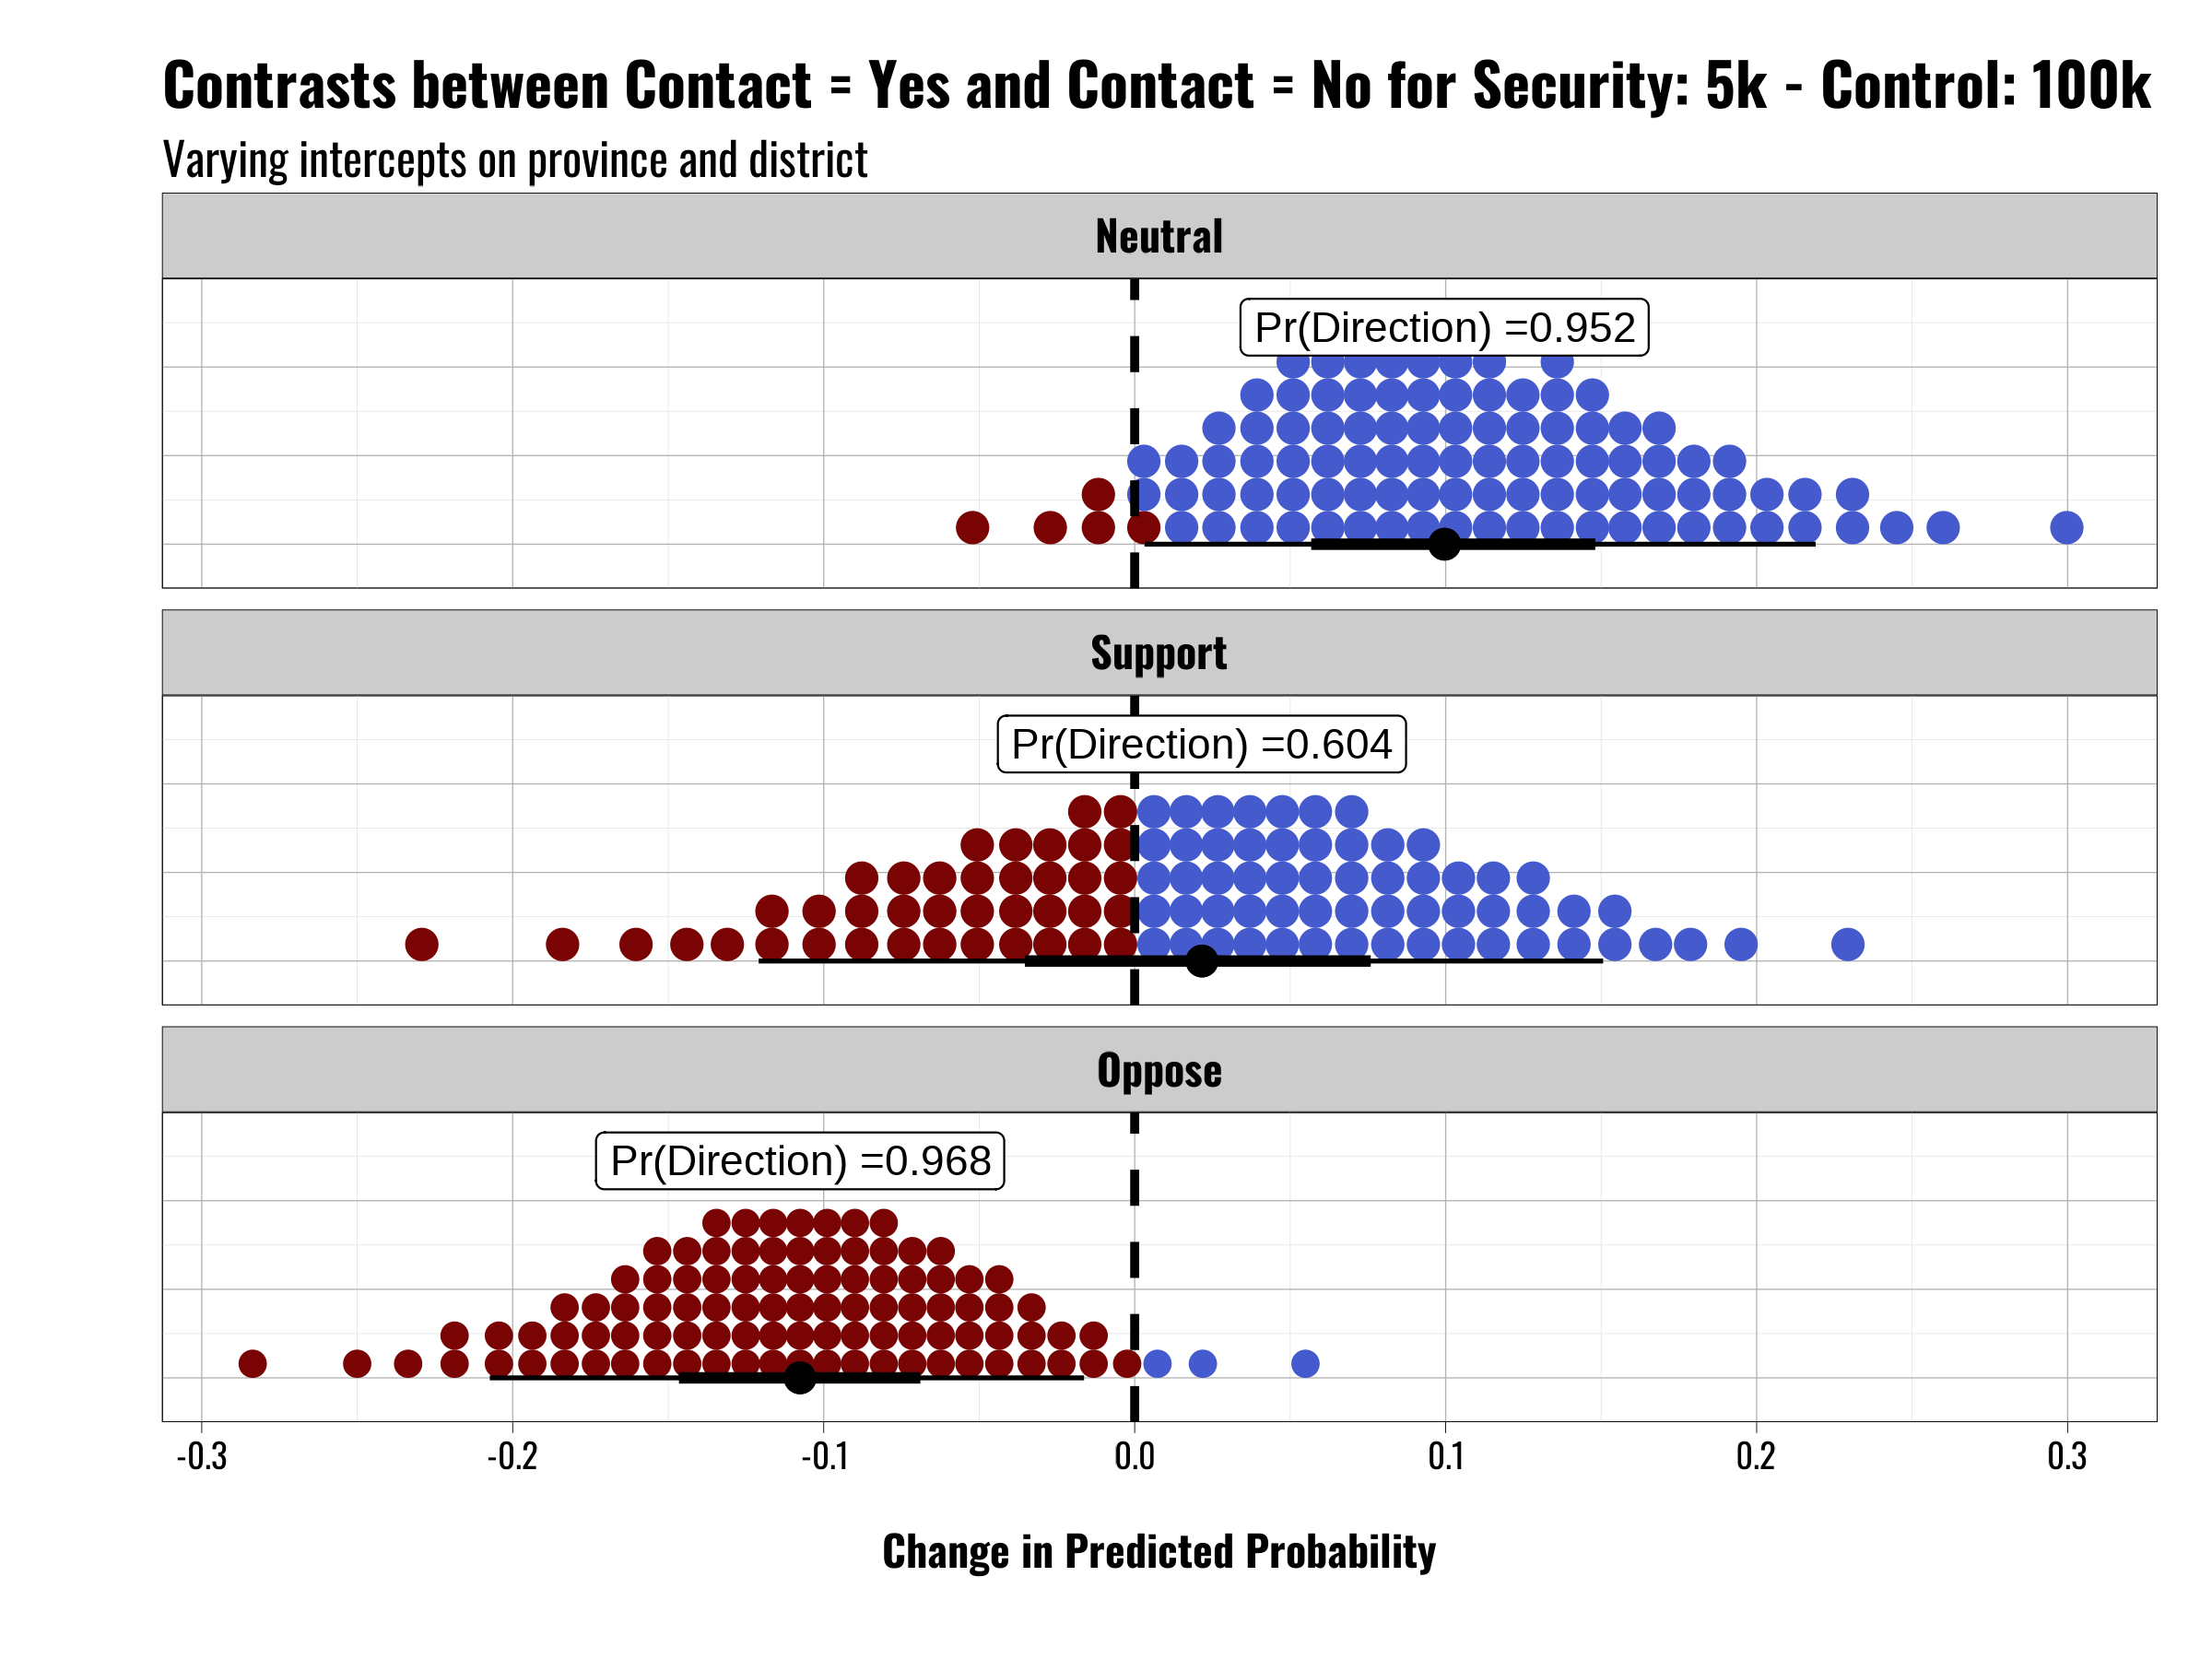 Contrasts between Contact = Yes and Contact = No for Security: 5k - Control: 100k
Varying intercepts on province and district
Neutral
Pr(Direction) =0.952
Support
Pr(Direction) =0.604
Oppose
Pr(Direction) =0.968
-0.3 -0.2 -0.1 0.0 0.1 0.2 0.3
Change in Predicted Probability